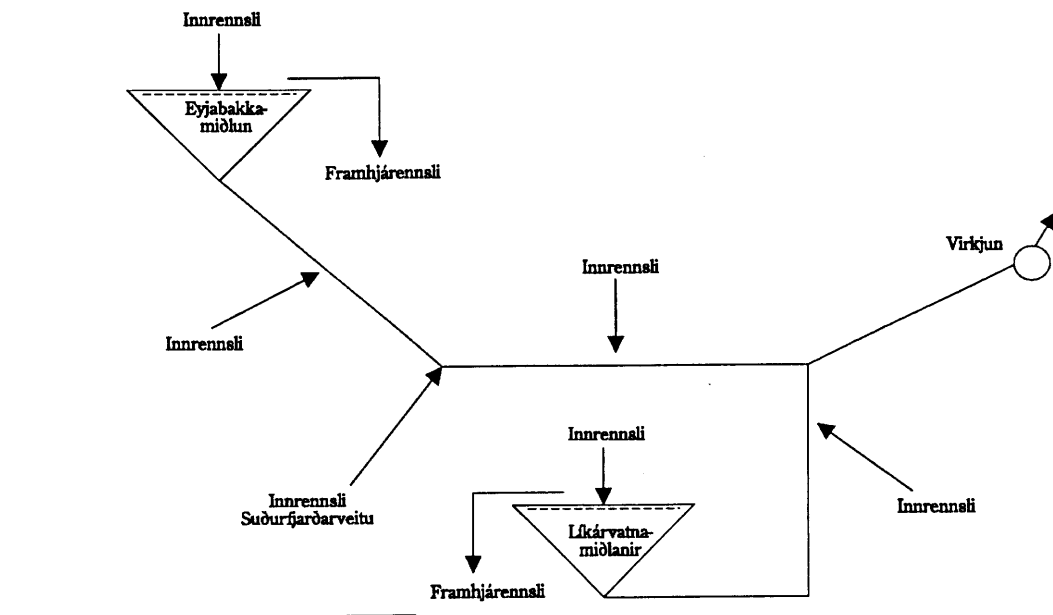 Innrennsli
Eyjabakka-
miðlun
Framhjárennsli
Virkjun
Innrennsli
Innrennsli
Innrennsli
Innrennsli
Suðurfjarðarveitu
Innrennsli
Líkárvatna-
miðlanir
Framhjárennsli